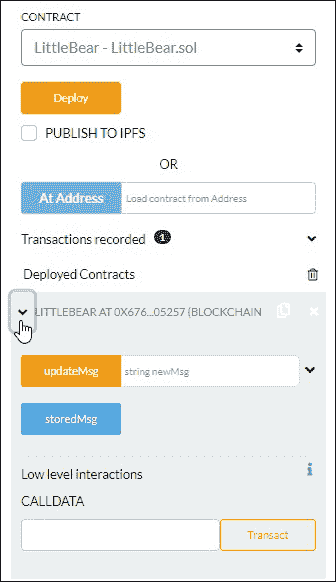 CONTRACT
LittleBear - LittleBear.sol
Deploy
PUBLISH TO IPFS
OR
At Address Load contract from Address
Transactions recorded 1
Deployed Contracts
LITTLEBEAR AT 0X676...05257 (BLOCKCHAIN
updateMsg string newMsg
storedMsg
Low level interactions
CALLDATA
Transact